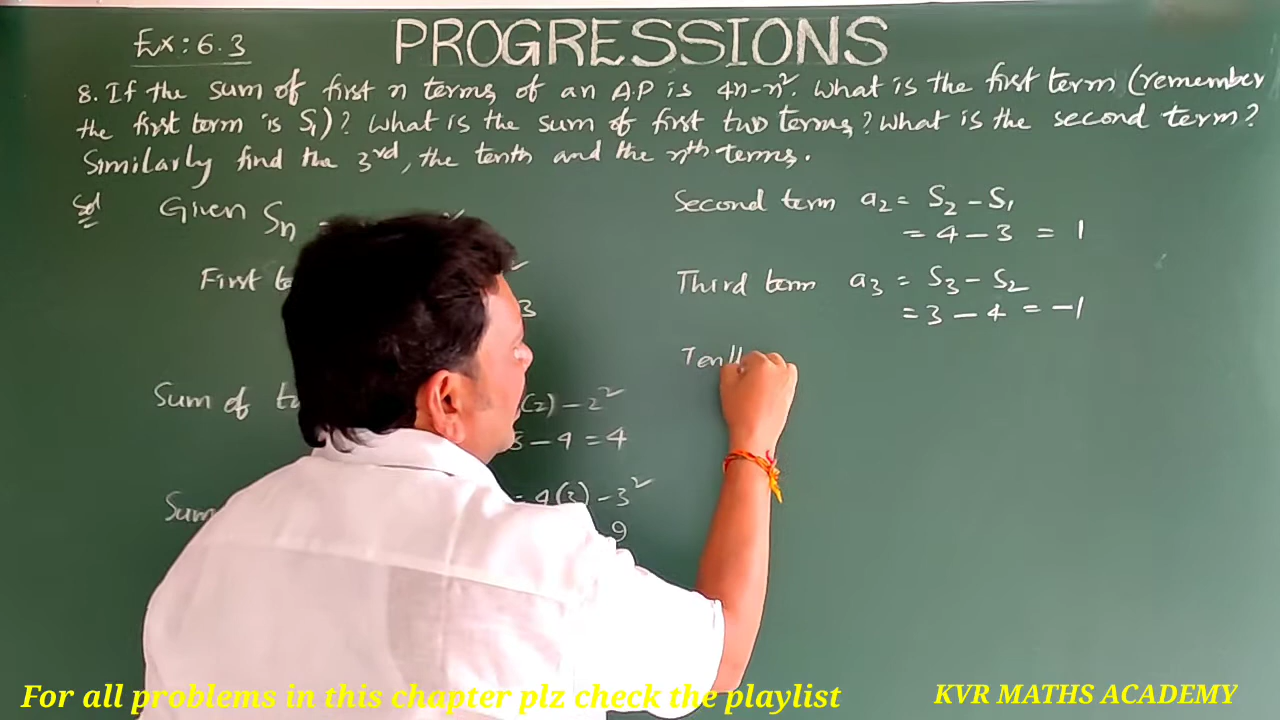 Ex: 6.3
PROGRESSIONS
8. If the sum of first n terms of an A.P is 4n-n². What is the first term (remember
the first term is S₁)? What is the sum of first two terms? What is the second term?
Similarly find the 3rd, the tenth and the nth terms.
Sol Given Sn =
First
3
Sum of
(2) - 2²
8 - 4 = 4
Sum
= 4(3) - 3²
9
Second term a₂ = S₂ - S₁
= 4 - 3 = 1
Third term a₃ = S₃ - S₂
= 3 - 4 = -1
For all problems in this chapter plz check the playlist
KVR MATHS ACADEMY